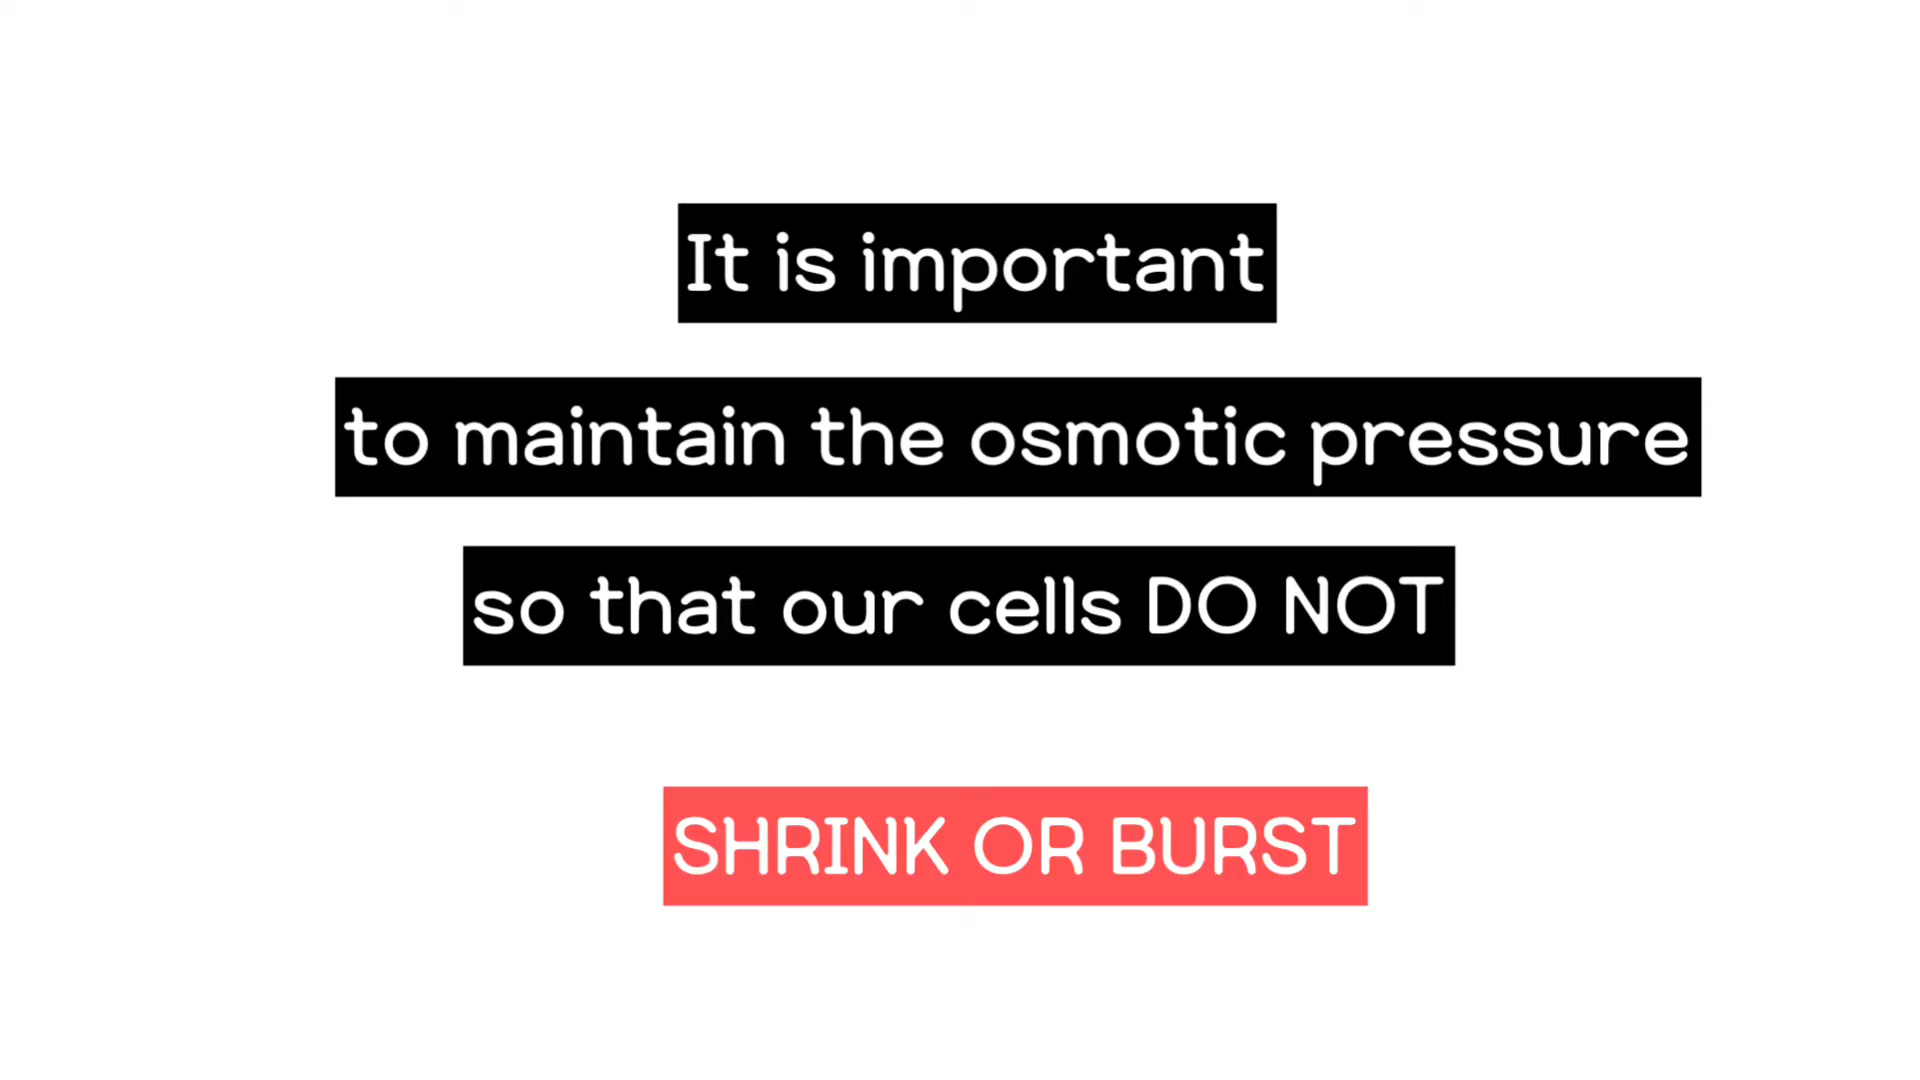 It is important
to maintain the osmotic pressure
so that our cells DO NOT
SHRINK OR BURST